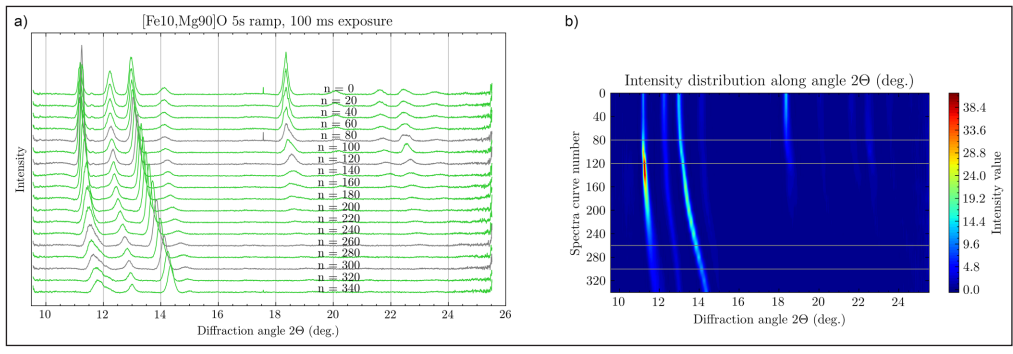 a)
[Fe10,Mg90]O 5s ramp, 100 ms exposure
Intensity
n = 0
n = 20
n = 40
n = 60
n = 80
n = 100
n = 120
n = 140
n = 160
n = 180
n = 200
n = 220
n = 240
n = 260
n = 280
n = 300
n = 320
n = 340
10 12 14 16 18 20 22 24 26
Diffraction angle 2Θ (deg.)
b)
Intensity distribution along angle 2Θ (deg.)
Spectra curve number
0
40
80
120
160
200
240
280
320
10 12 14 16 18 20 22 24
Diffraction angle 2Θ (deg.)
38.4
33.6
28.8
24.0
19.2
14.4
9.6
4.8
0.0
Intensity value